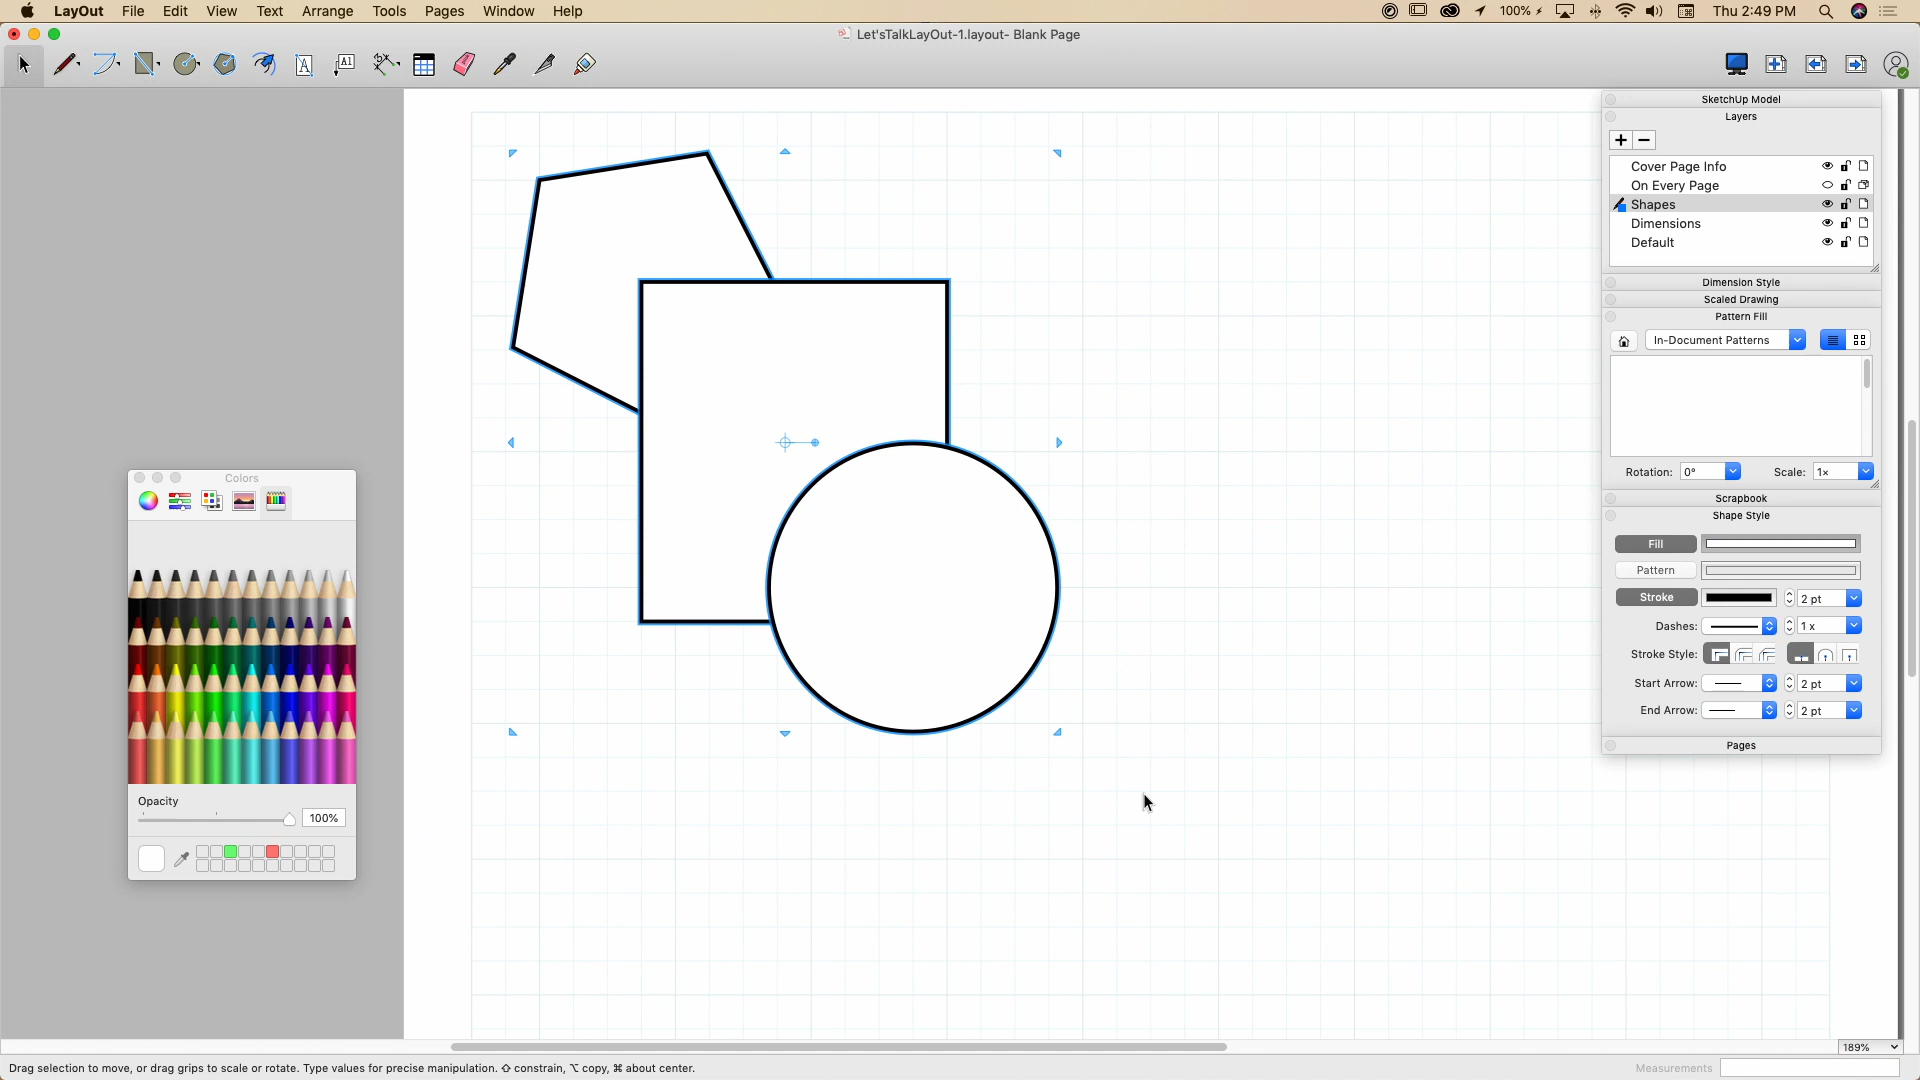 LayOut File Edit View Text Arrange Tools Pages Window Help
100% Thu 2:49 PM
Let'sTalkLayOut-1.layout- Blank Page
A A1
SketchUp Model
Layers
Cover Page Info
On Every Page
Shapes
Dimensions
Default
Dimension Style
Scaled Drawing
Pattern Fill
In-Document Patterns
Rotation: 0° Scale: 1x
Scrapbook
Shape Style
Fill
Pattern
Stroke 2 pt
Dashes: 1 x
Stroke Style:
Start Arrow: 2 pt
End Arrow: 2 pt
Pages
Colors
Opacity
100%
189%
Drag selection to move, or drag grips to scale or rotate. Type values for precise manipulation. ⇧ constrain, ⌥ copy, ⌘ about center.
Measurements